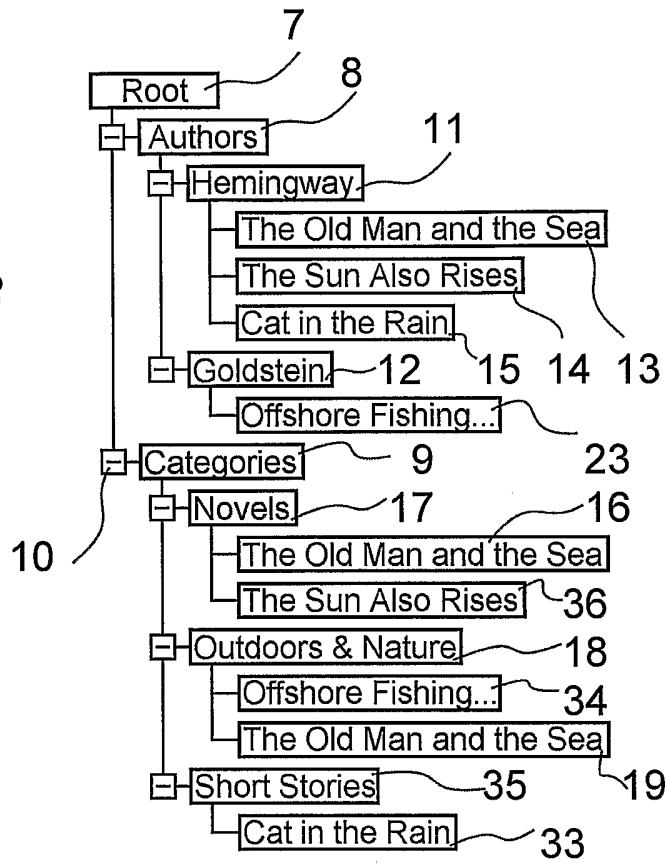 7
Root
8
Authors
11
Hemingway
The Old Man and the Sea
The Sun Also Rises
Cat in the Rain
15 14 13
Goldstein 12
Offshore Fishing...
23
Categories 9
Novels 17 16
10
The Old Man and the Sea
The Sun Also Rises 36
Outdoors & Nature 18
Offshore Fishing... 34
The Old Man and the Sea
19
Short Stories 35
Cat in the Rain 33